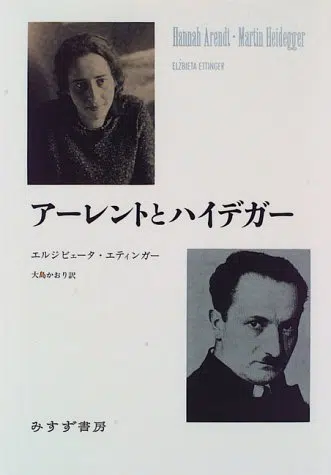 Hannah Arendt・Martin Heidegger
ELŻBIETA ETTINGER
アーレントとハイデガー
エルジビェータ・エティンガー
大島かおり訳
みすず書房